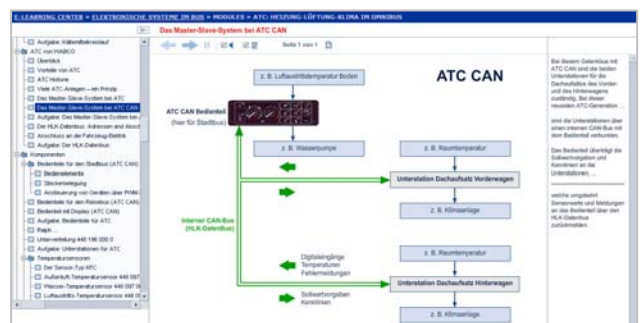 E-LEARNING CENTER » ELEKTRONISCHE SYSTEME IM BUS » MODULES » ATC: HEIZUNG-LÜFTUNG-KLIMA IM OMNIBUS
Das Master-Slave-System bei ATC CAN
Seite 1 von 1
Aufgabe: Kältemittelkreislauf
ATC von HABCO
Überblick
Vorteile von ATC
ATC Historie
Viele ATC-Anlagen – ein Prinzip
Das Master-Slave-System bei ATC
Das Master-Slave-System bei ATC CAN
Aufgabe: Das Master-Slave-System bei
Der HLK-Datenbus: Adressen und
Anschluss an die Fahrzeug-Elektrik
Aufgabe: Der HLK-Datenbus
Komponenten
Bedienteile für den Stadtbus (ATC CAN)
Bedienelemente
Steckerbelegung
Ansteuerung von Geräten über PWM
Bedienteile für den Reisebus (ATC CAN)
Bedienteil mit Display (ATC CAN)
Aufgabe: Bedienteile für ATC
Ralph ...
Unterverteilung 446 196 000 0
Aufgabe: Unterstationen für ATC
Temperatursensoren
Der Sensor-Typ NTC
Außenluft-Temperatursensor 446 097
Wasser-Temperatursensor 446 097
Luftaustritts-Temperatursensor 446
z. B. Luftaustrittstemperatur Boden
ATC CAN
ATC CAN Bedienteil
(hier für Stadtbus)
z. B. Wasserpumpe
z. B. Raumtemperatur
Unterstation Dachaufsatz Vorderwagen
z. B. Klimaanlage
Interner CAN-Bus
(HLK-Datenbus)
Digitaleingänge
Temperaturen
Fehlermeldungen
z. B. Raumtemperatur
Unterstation Dachaufsatz Hinterwagen
Sollwertvorgaben
Kennlinien
z. B. Klimaanlage
Bei diesem Gelenkbus mit
ATC CAN sind die beiden
Unterstationen für die
Dachaufsätze des Vorder-
und des Hinterwagens
zuständig. Bei dieser
neuesten ATC-Generation ...
sind die Unterstationen über
einen internen CAN-Bus mit
dem Bedienteil verbunden.
Das Bedienteil überträgt die
Sollwertvorgaben und
Kennlinien an die
Unterstationen, ...
welche umgekehrt
Sensorwerte und Meldungen
an das Bedienteil über den
HLK-Datenbus
zurückmelden.